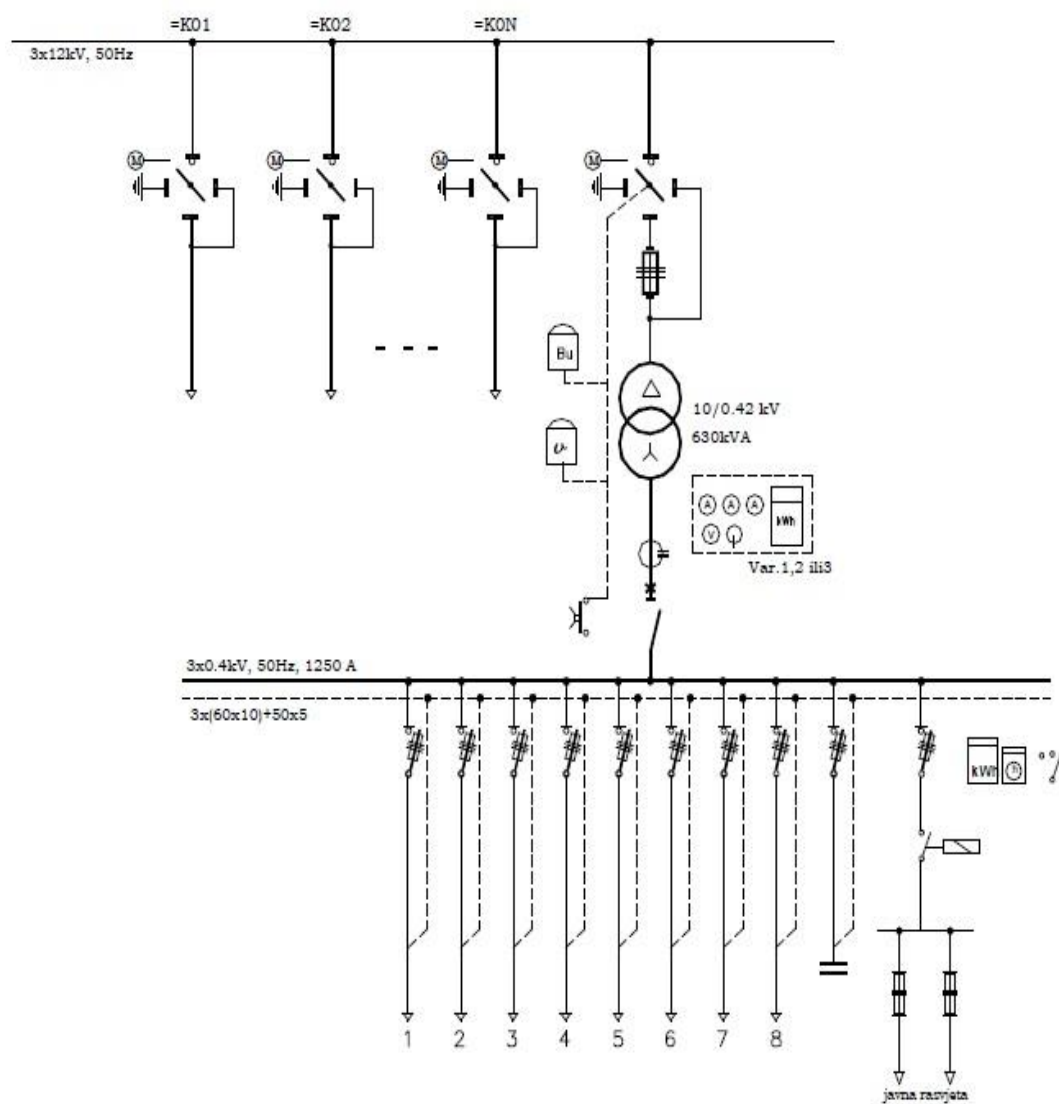 =K01 =K02 =K0N
3x12kV, 50Hz
M M M M
Bu
10/0.42 kV
630kVA
A A A
kWh
V
Var.1,2 ili3
3x0.4kV, 50Hz, 1250 A
3x(60x10)+50x5
kWh h
1 2 3 4 5 6 7 8
javna rasvjeta